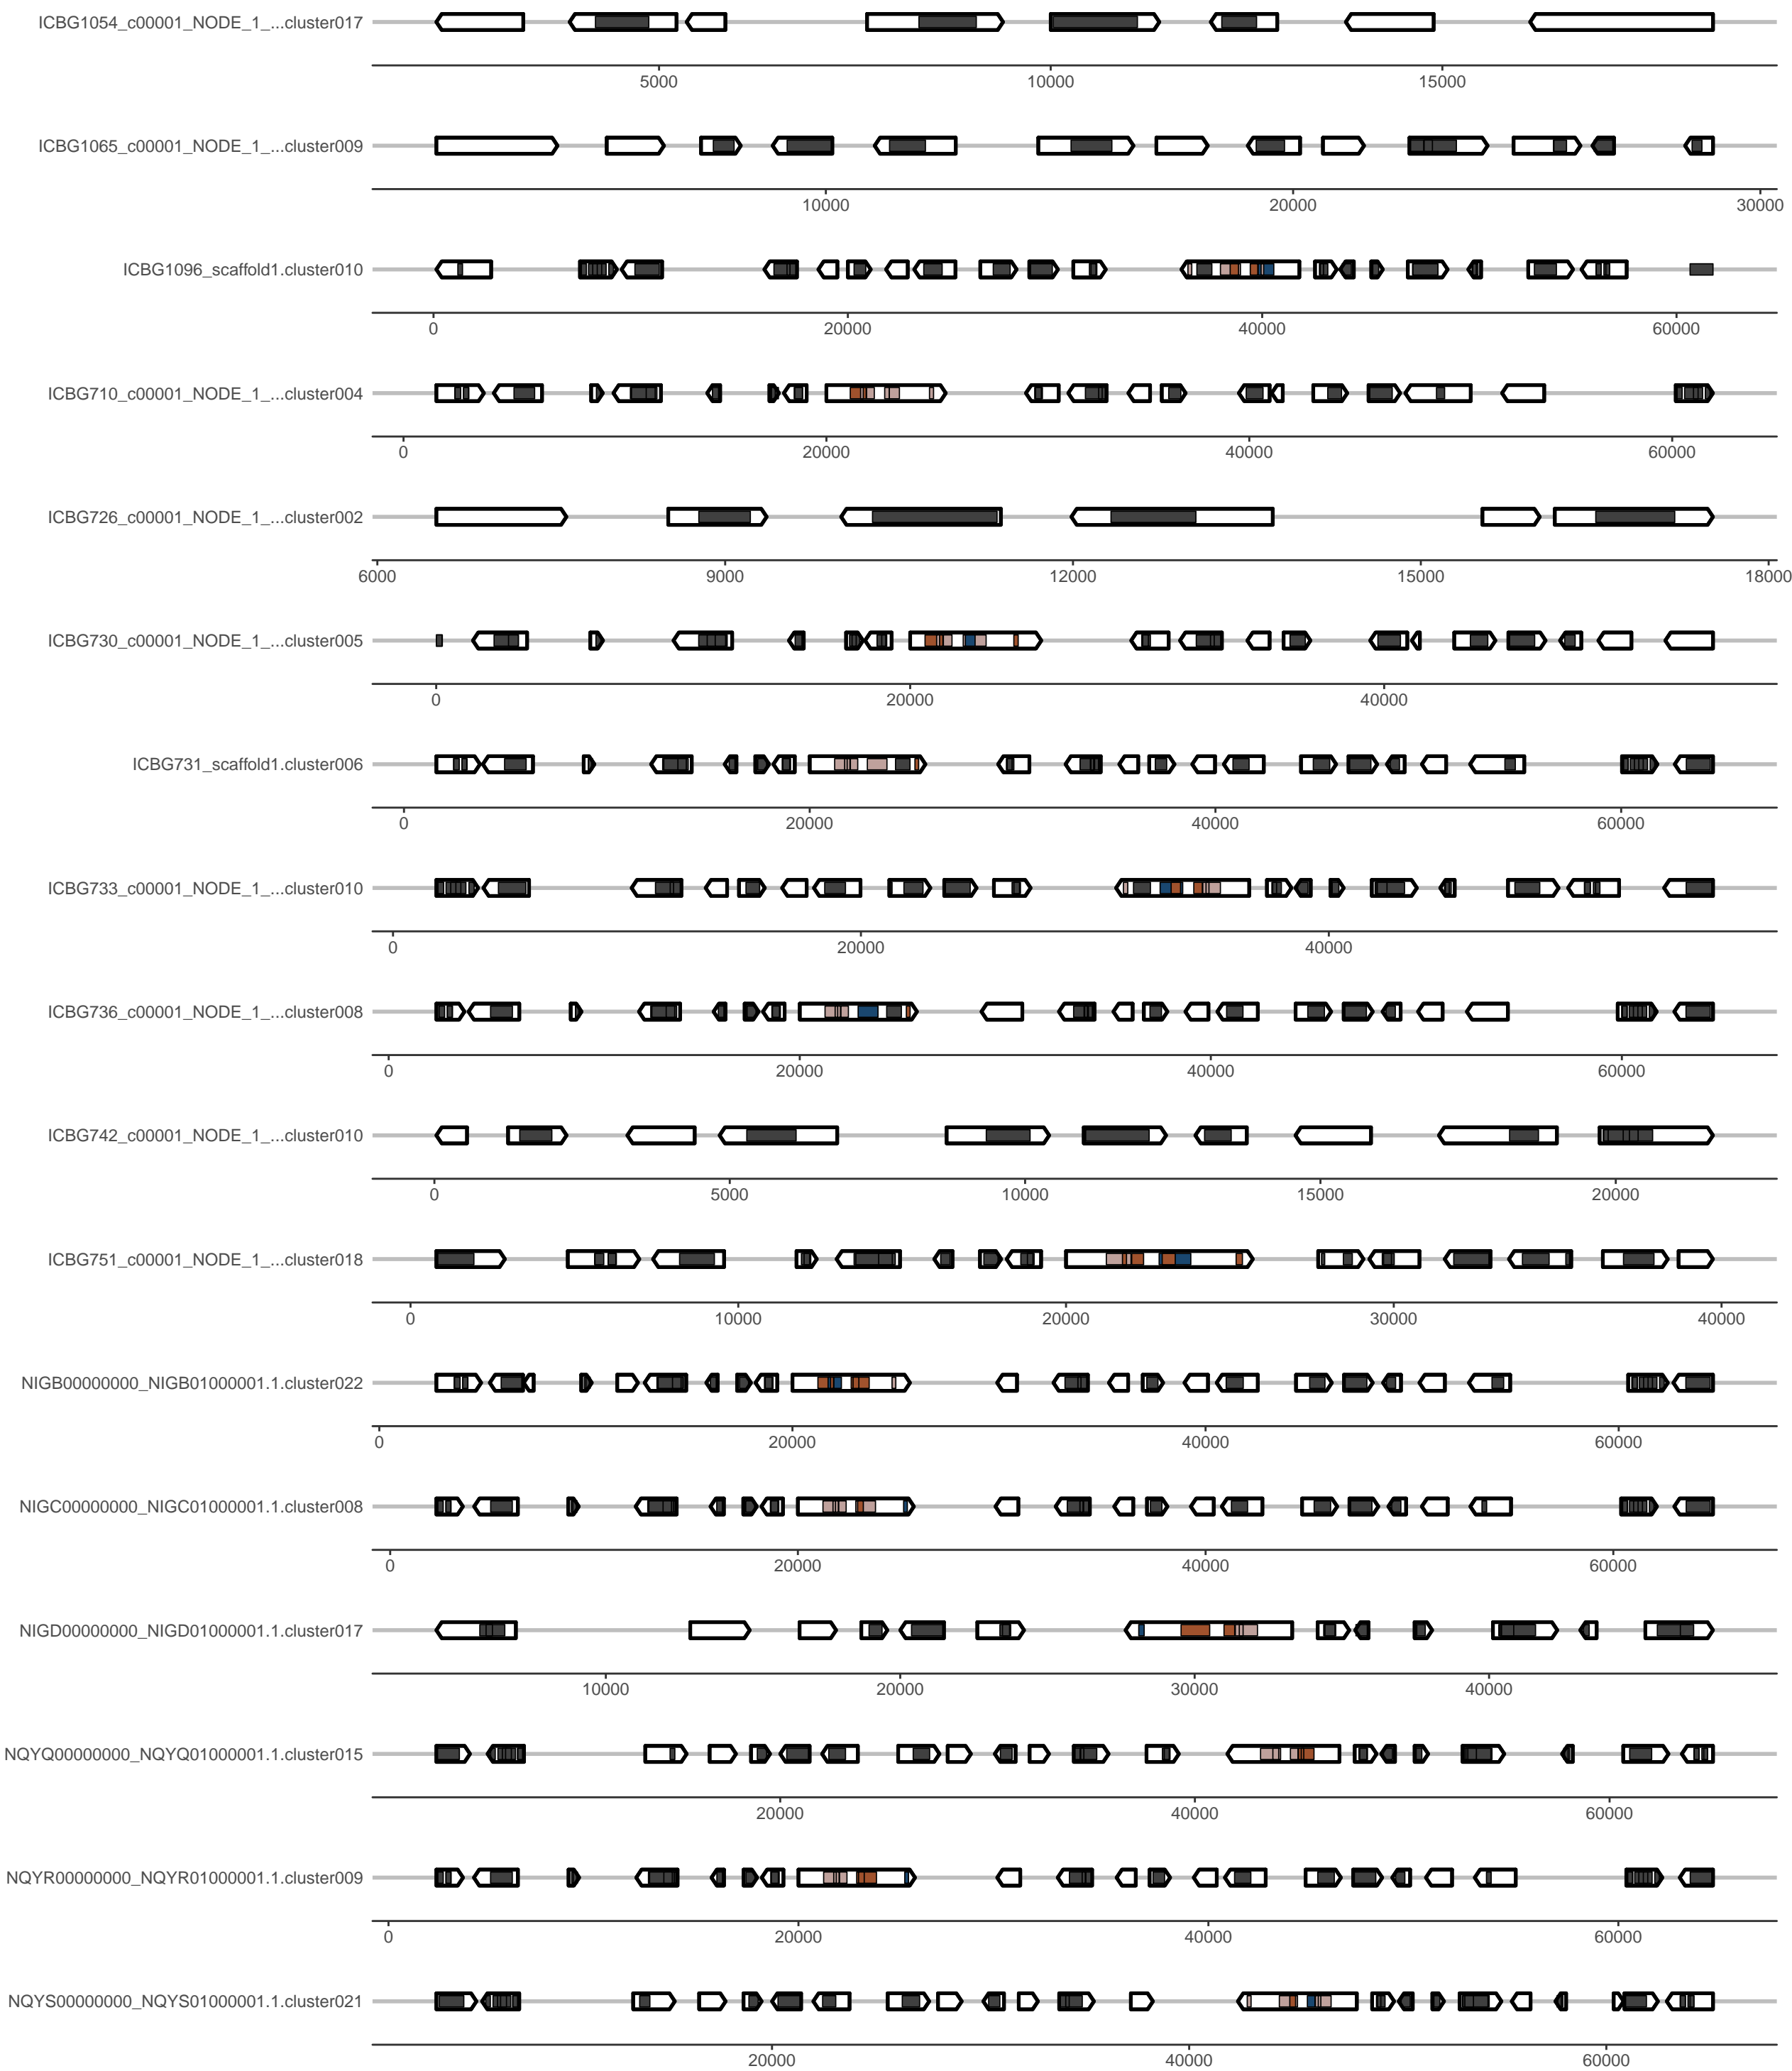 ICBG1054_c00001_NODE_1_...cluster017
5000 10000 15000
ICBG1065_c00001_NODE_1_...cluster009
10000 20000 30000
ICBG1096_scaffold1.cluster010
0 20000 40000 60000
ICBG710_c00001_NODE_1_...cluster004
0 20000 40000 60000
ICBG726_c00001_NODE_1_...cluster002
6000 9000 12000 15000 18000
ICBG730_c00001_NODE_1_...cluster005
0 20000 40000
ICBG731_scaffold1.cluster006
0 20000 40000 60000
ICBG733_c00001_NODE_1_...cluster010
0 20000 40000
ICBG736_c00001_NODE_1_...cluster008
0 20000 40000 60000
ICBG742_c00001_NODE_1_...cluster010
0 5000 10000 15000 20000
ICBG751_c00001_NODE_1_...cluster018
0 10000 20000 30000 40000
NIGB00000000_NIGB01000001.1.cluster022
0 20000 40000 60000
NIGC00000000_NIGC01000001.1.cluster008
0 20000 40000 60000
NIGD00000000_NIGD01000001.1.cluster017
10000 20000 30000 40000
NQYQ00000000_NQYQ01000001.1.cluster015
20000 40000 60000
NQYR00000000_NQYR01000001.1.cluster009
0 20000 40000 60000
NQYS00000000_NQYS01000001.1.cluster021
20000 40000 60000